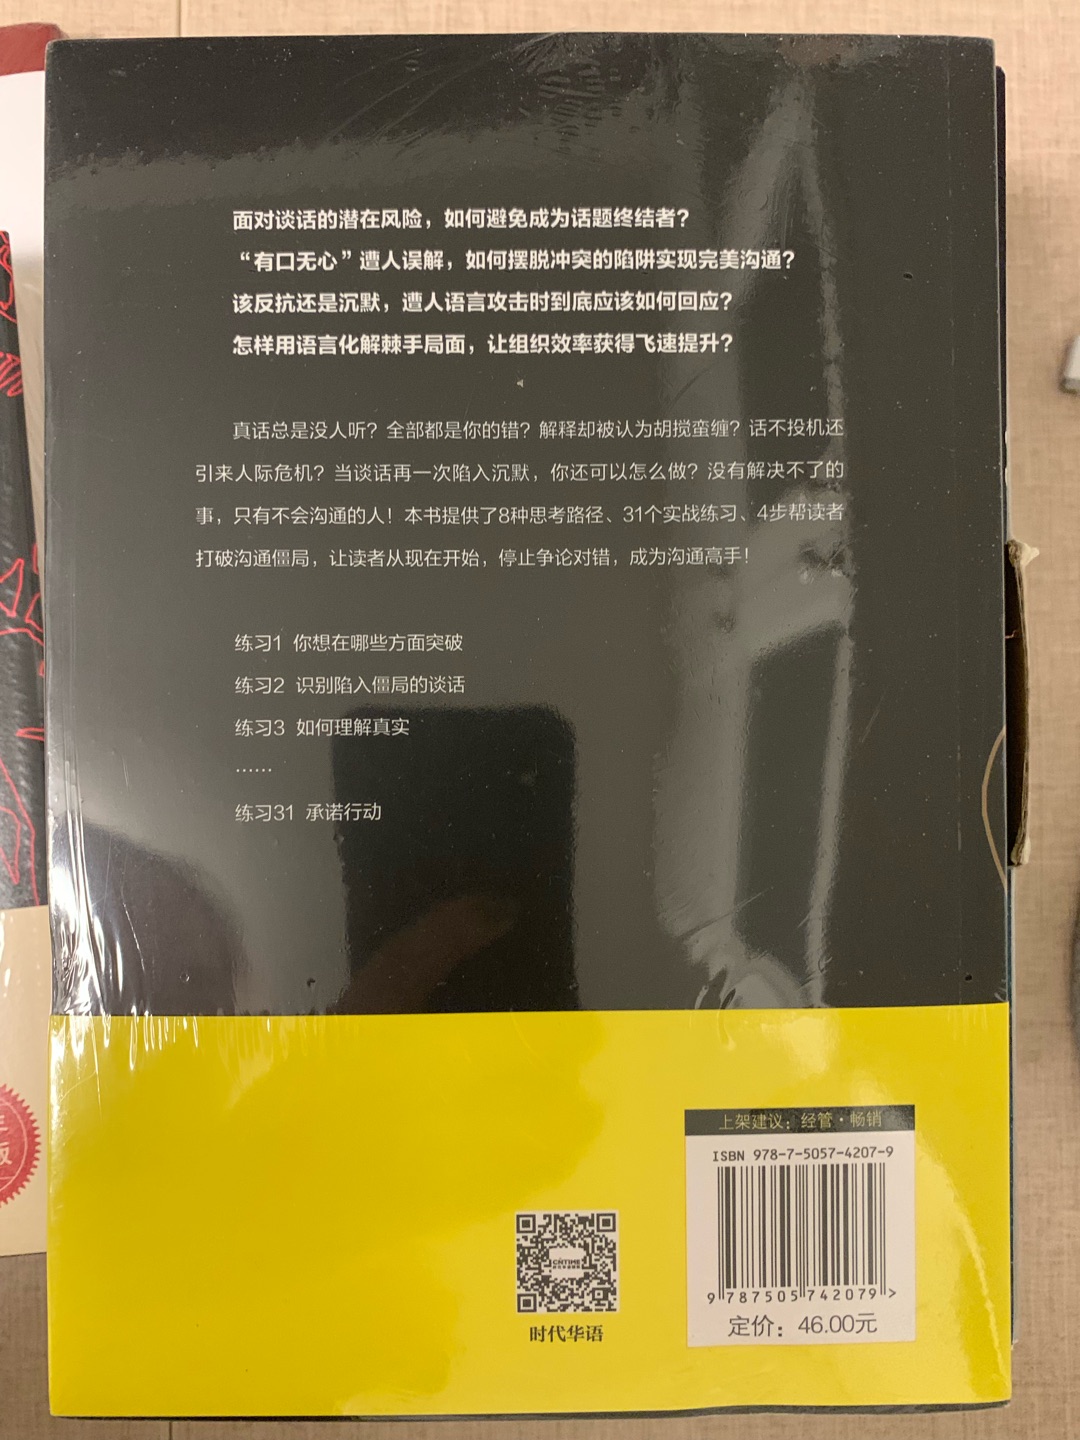 面对谈话的潜在风险，如何避免成为话题终结者？
“有口无心”遭人误解，如何摆脱冲突的陷阱实现完美沟通？
该反抗还是沉默，遭人语言攻击时到底应该如何回应？
怎样用语言化解棘手局面，让组织效率获得飞速提升？
真话总是没人听？全部都是你的错？解释却被认为胡搅蛮缠？话不投机还
引来人际危机？当谈话再一次陷入沉默，你还可以怎么做？没有解决不了的
事，只有不会沟通的人！本书提供了8种思考路径、31个实战练习、4步帮读者
打破沟通僵局，让读者从现在开始，停止争论对错，成为沟通高手！
练习1 你想在哪些方面突破
练习2 识别陷入僵局的谈话
练习3 如何理解真实
……
练习31 承诺行动
上架建议：经管·畅销
ISBN 978-7-5057-4207-9
9 787505 742079 >
定价：46.00元
时代华语
版